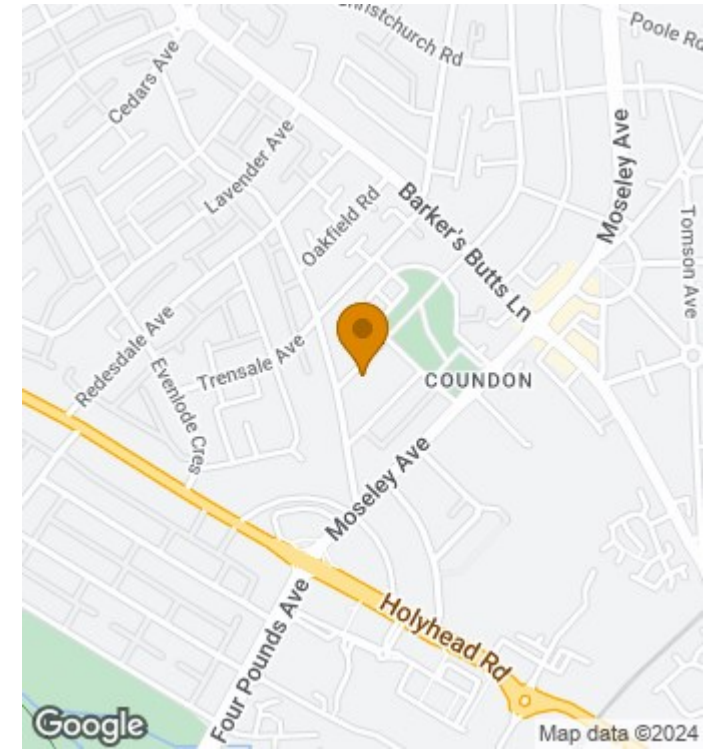 Christchurch Rd
Poole Rd
Cedars Ave
Lavender Ave
Moseley Ave
Oakfield Rd
Barker's Butts Ln
Tomson Ave
Redesdale Ave
Trensale Ave
Evenlode Cres
COUNDON
Moseley Ave
Holyhead Rd
Four Pounds Ave
Google
Map data ©2024